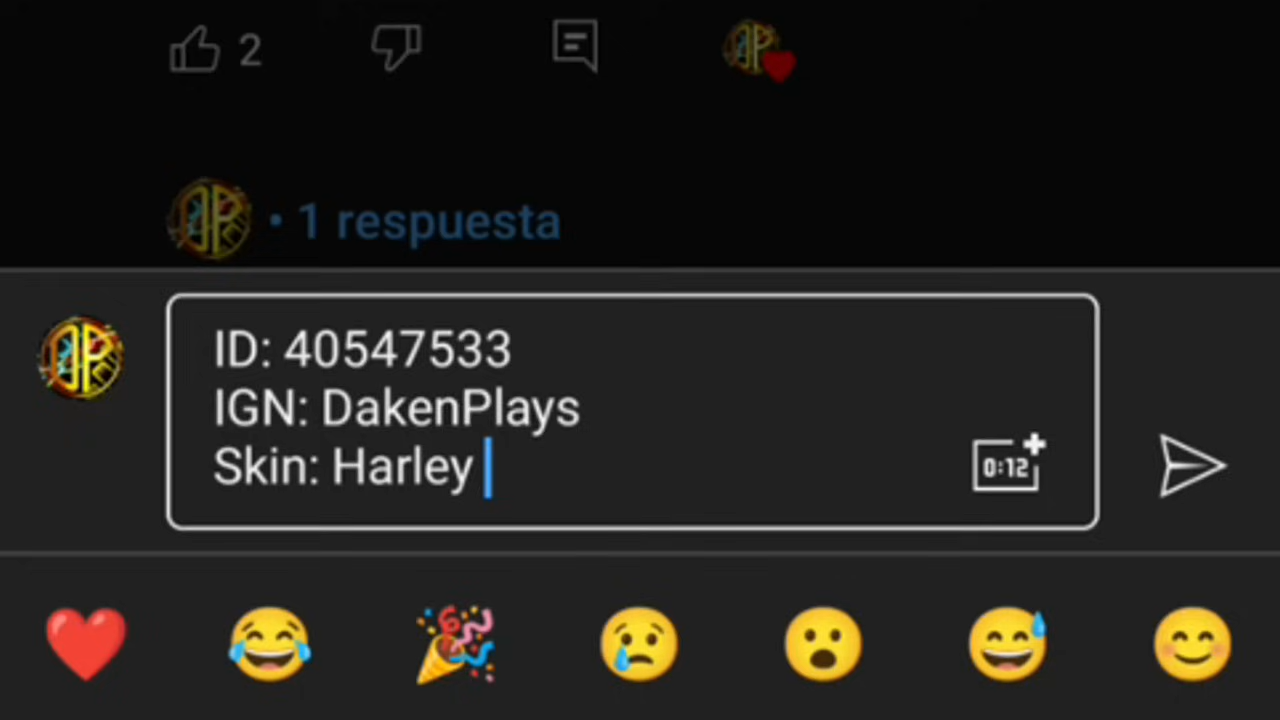 2
• 1 respuesta
ID: 40547533
IGN: DakenPlays
Skin: Harley
0:12